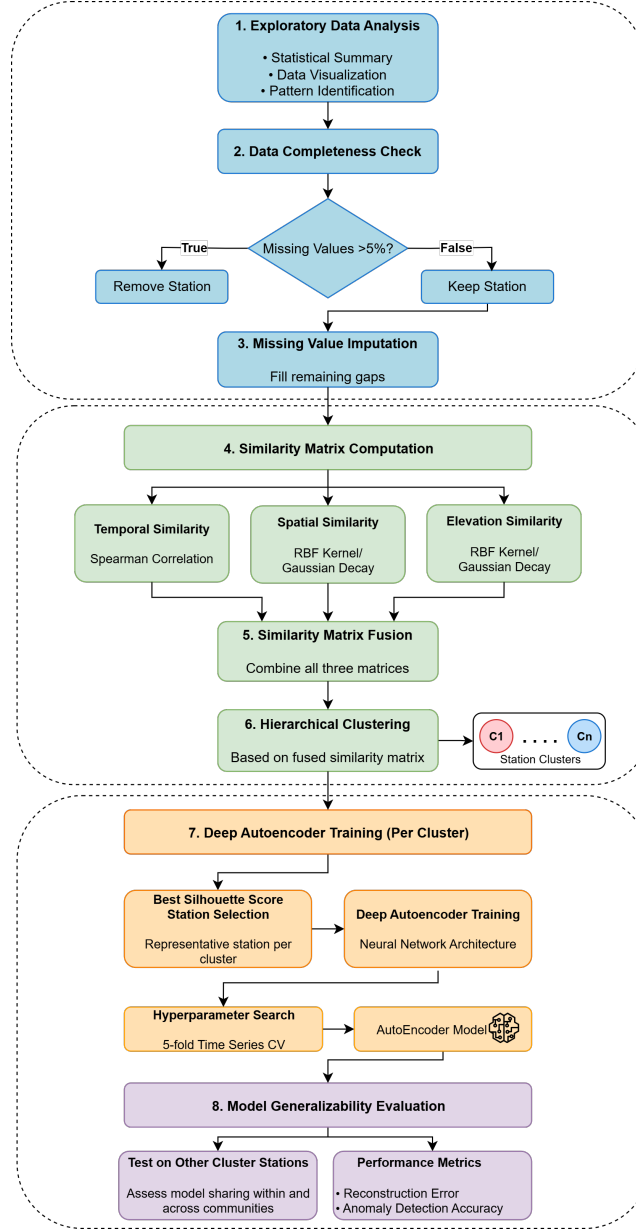 1. Exploratory Data Analysis
• Statistical Summary
• Data Visualization
• Pattern Identification
2. Data Completeness Check
Missing Values >5%?
True
False
Remove Station
Keep Station
3. Missing Value Imputation
Fill remaining gaps
4. Similarity Matrix Computation
Temporal Similarity
Spearman Correlation
Spatial Similarity
RBF Kernel/
Gaussian Decay
Elevation Similarity
RBF Kernel/
Gaussian Decay
5. Similarity Matrix Fusion
Combine all three matrices
6. Hierarchical Clustering
Based on fused similarity matrix
C1 . . . . Cn
Station Clusters
7. Deep Autoencoder Training (Per Cluster)
Best Silhouette Score
Station Selection
Representative station per
cluster
Deep Autoencoder Training
Neural Network Architecture
Hyperparameter Search
5-fold Time Series CV
AutoEncoder Model
8. Model Generalizability Evaluation
Test on Other Cluster Stations
Assess model sharing within and
across communities
Performance Metrics
• Reconstruction Error
• Anomaly Detection Accuracy